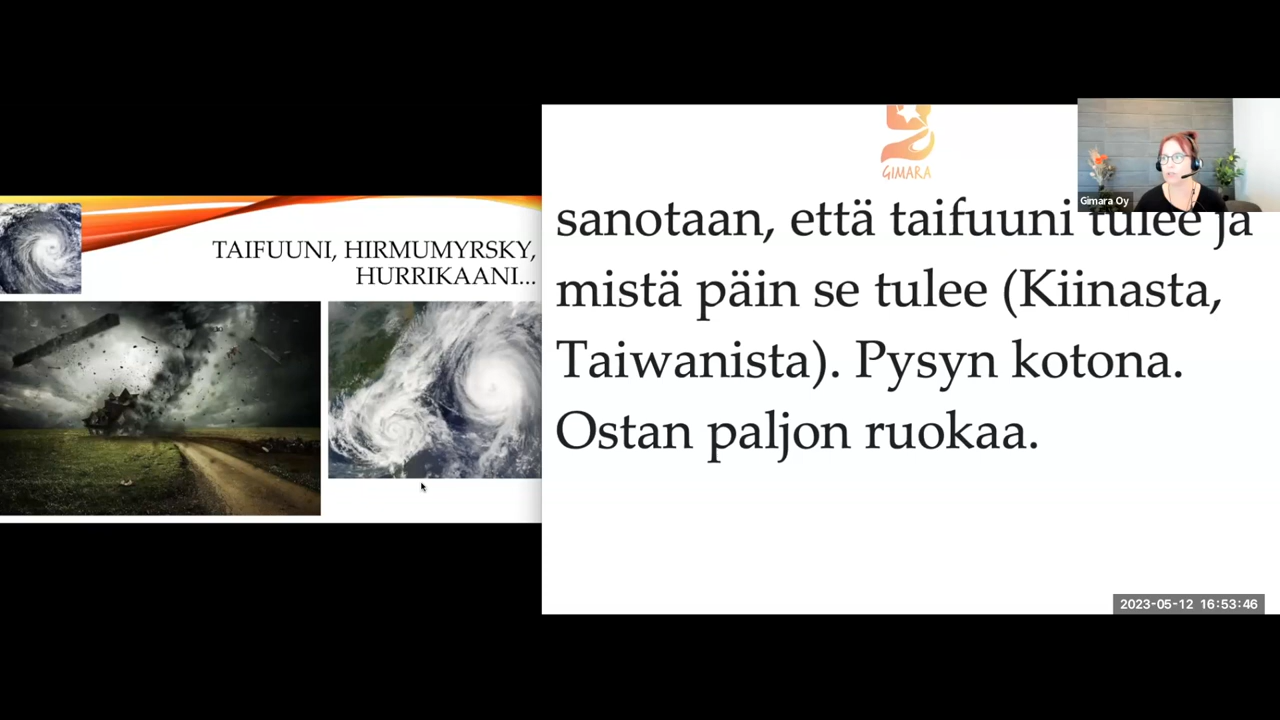 TAIFUUNI, HIRMUMYRSKY,
HURRIKAANI...
GIMARA
sanotaan, että taifuuni tulee ja
mistä päin se tulee (Kiinasta,
Taiwanista). Pysyn kotona.
Ostan paljon ruokaa.
Gimara Oy
2023-05-12 16:53:46